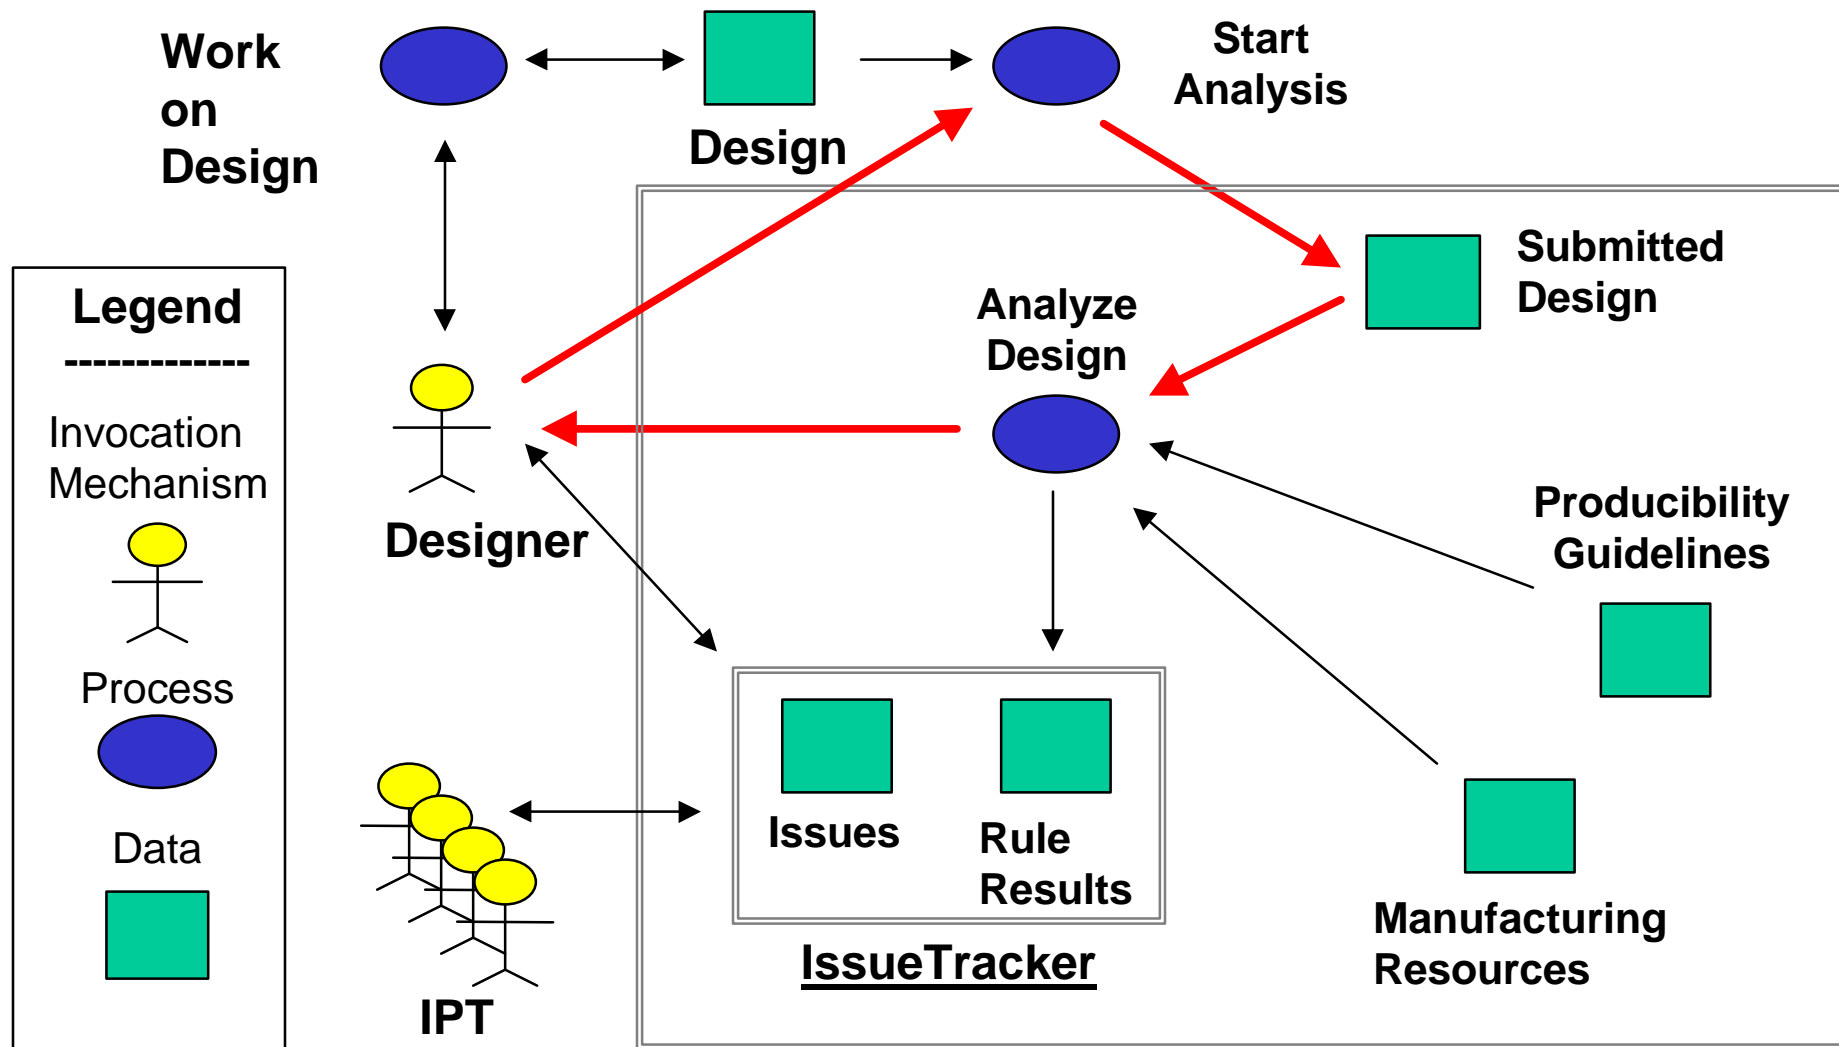 Work
on
Design
Design
Start
Analysis
Legend
-------------
Invocation
Mechanism
Process
Data
Designer
IPT
Analyze
Design
Submitted
Design
Producibility
Guidelines
Issues
Rule
Results
IssueTracker
Manufacturing
Resources